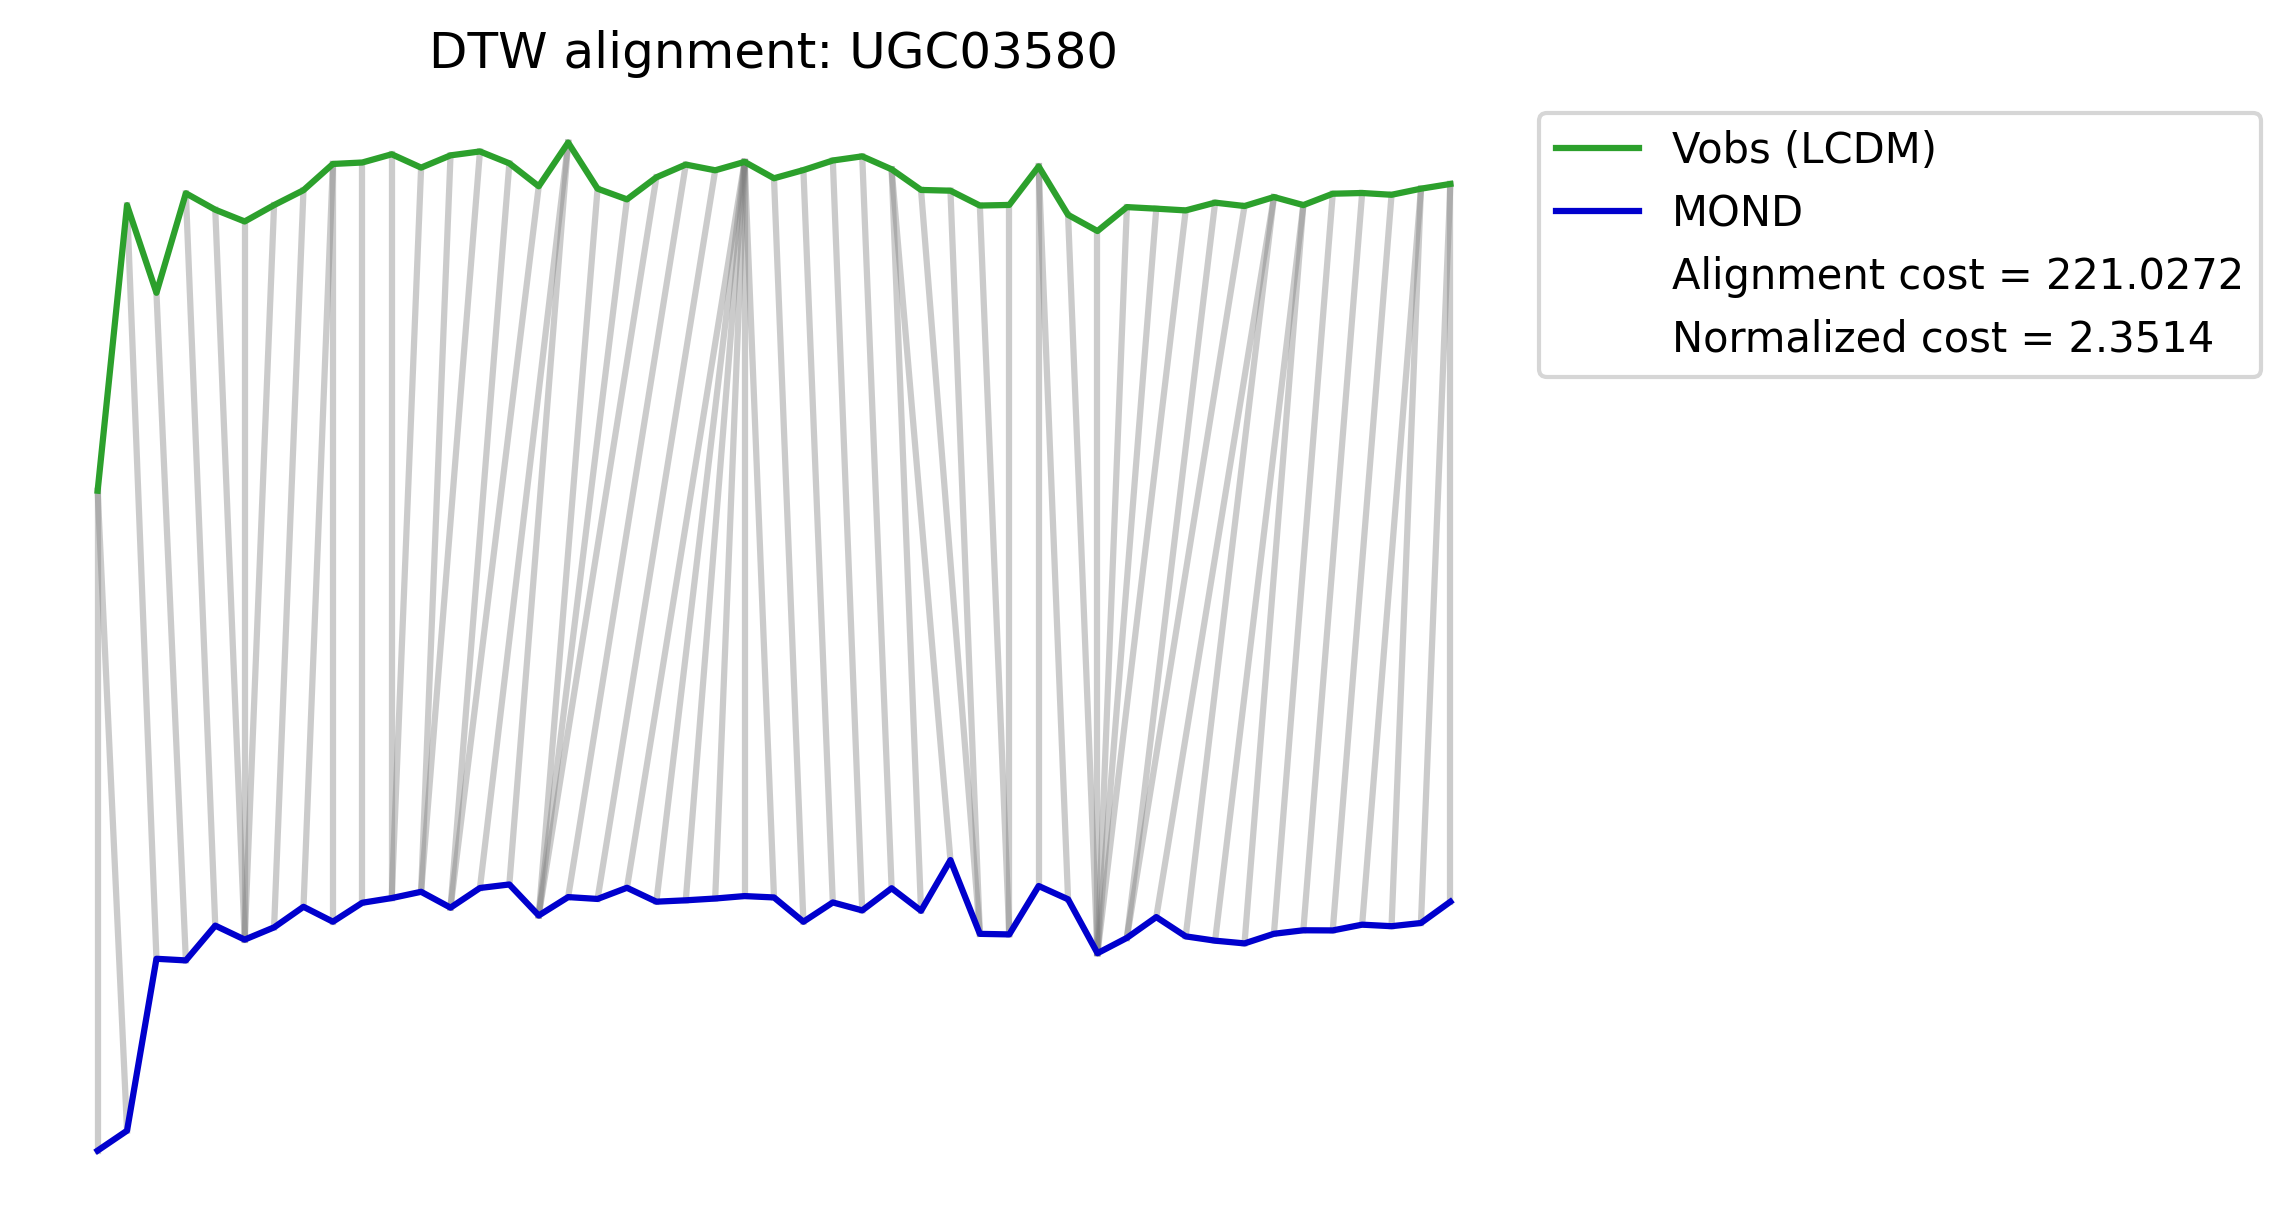 DTW alignment: UGC03580
Vobs (LCDM)
MOND
Alignment cost = 221.0272
Normalized cost = 2.3514